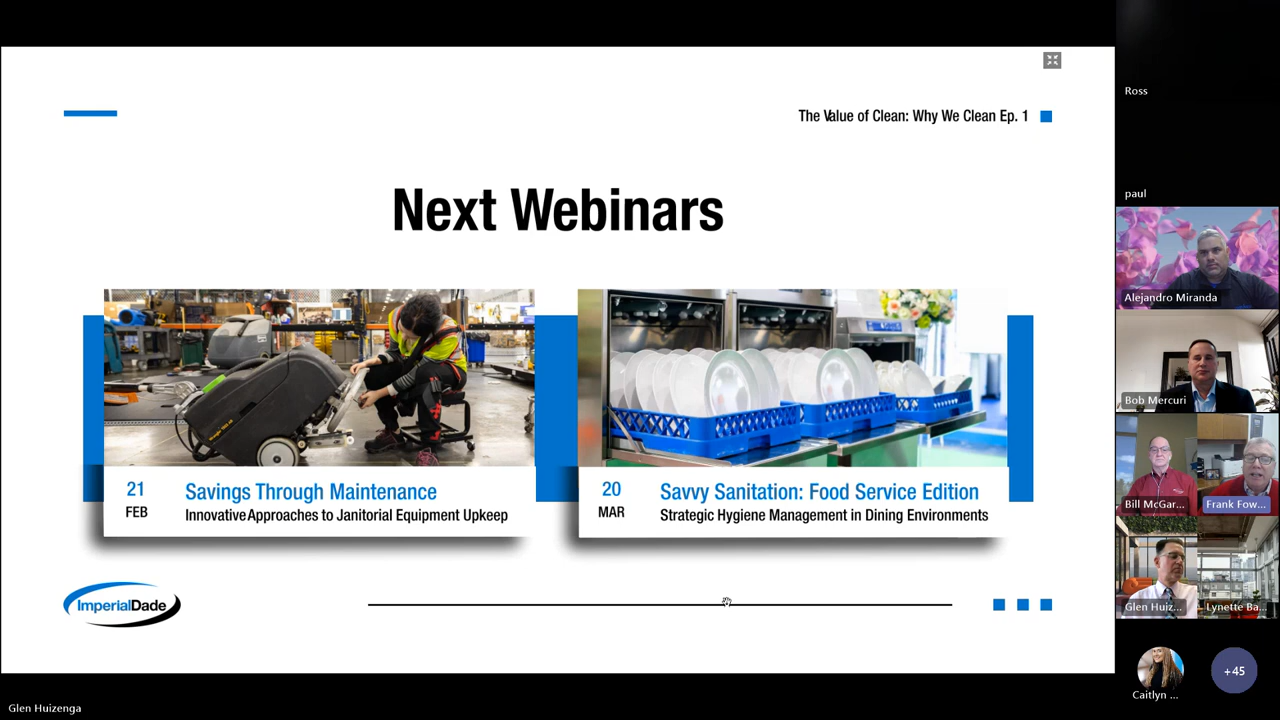 The Value of Clean: Why We Clean Ep. 1
Next Webinars
21
FEB
Savings Through Maintenance
Innovative Approaches to Janitorial Equipment Upkeep
20
MAR
Savvy Sanitation: Food Service Edition
Strategic Hygiene Management in Dining Environments
ImperialDade
Glen Huizenga
Ross
paul
Alejandro Miranda
Bob Mercuri
Bill McGar...
Frank Fow...
Glen Huiz...
Lynette Ba...
Caitlyn ...
+45